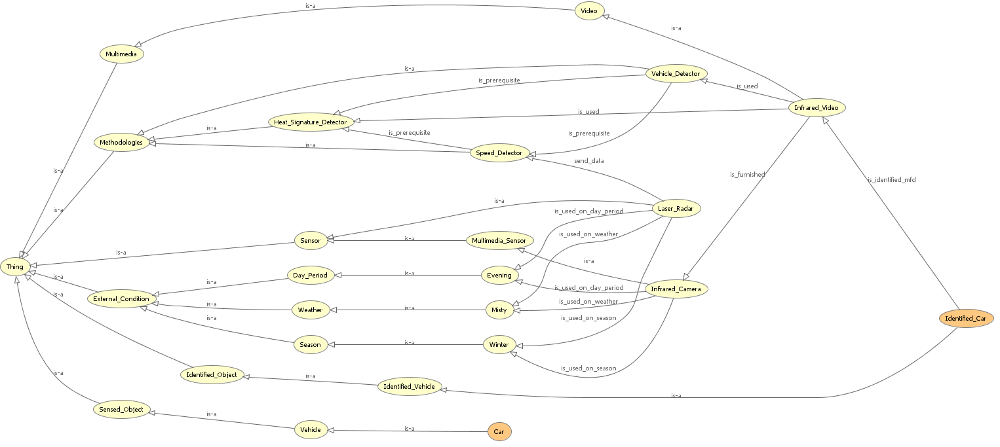 is-a
Video
is-a
Multimedia
is-a
Vehicle_Detector
is_prerequisite
is_used
Infrared_Video
is_used
Heat_Signature_Detector
is-a
is_prerequisite
is_prerequisite
Methodologies
is-a
Speed_Detector
send_data
is-a
is_furnished
is_identified_mfd
is-a
is-a
Laser_Radar
is_used_on_day_period
is_used_on_weather
Sensor
is-a
Multimedia_Sensor
is-a
is-a
Thing
is-a
Day_Period
is-a
Evening
is-a
is_used_on_day_period
Infrared_Camera
is-a
External_Condition
is-a
is_used_on_weather
Weather
is-a
Misty
is-a
is_used_on_season
Identified_Car
Season
is-a
Winter
is_used_on_season
is-a
Identified_Object
is-a
Identified_Vehicle
is-a
Sensed_Object
is-a
Vehicle
is-a
Car